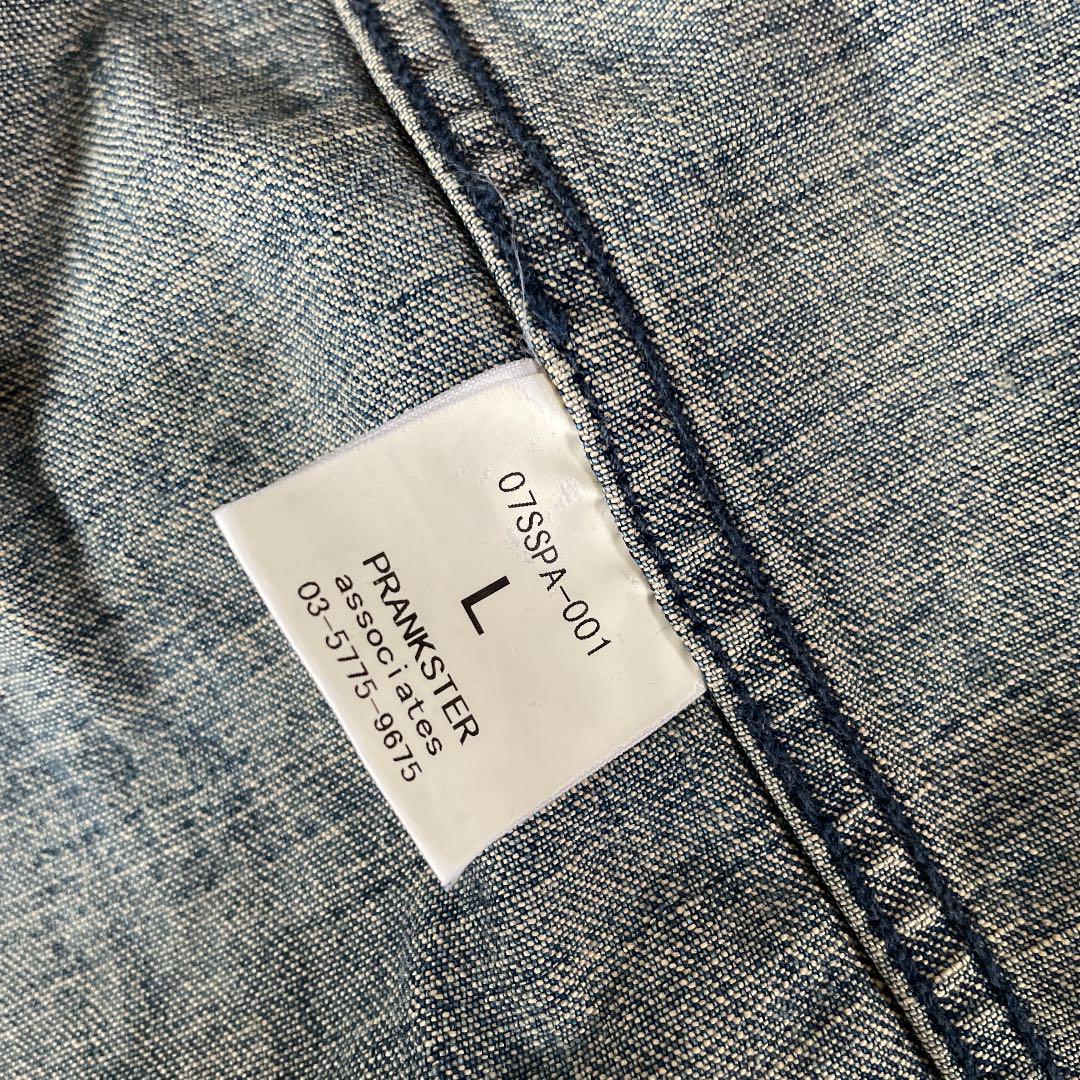 07SSPA-001
L
PRANKSTER
associates
03-5775-9675